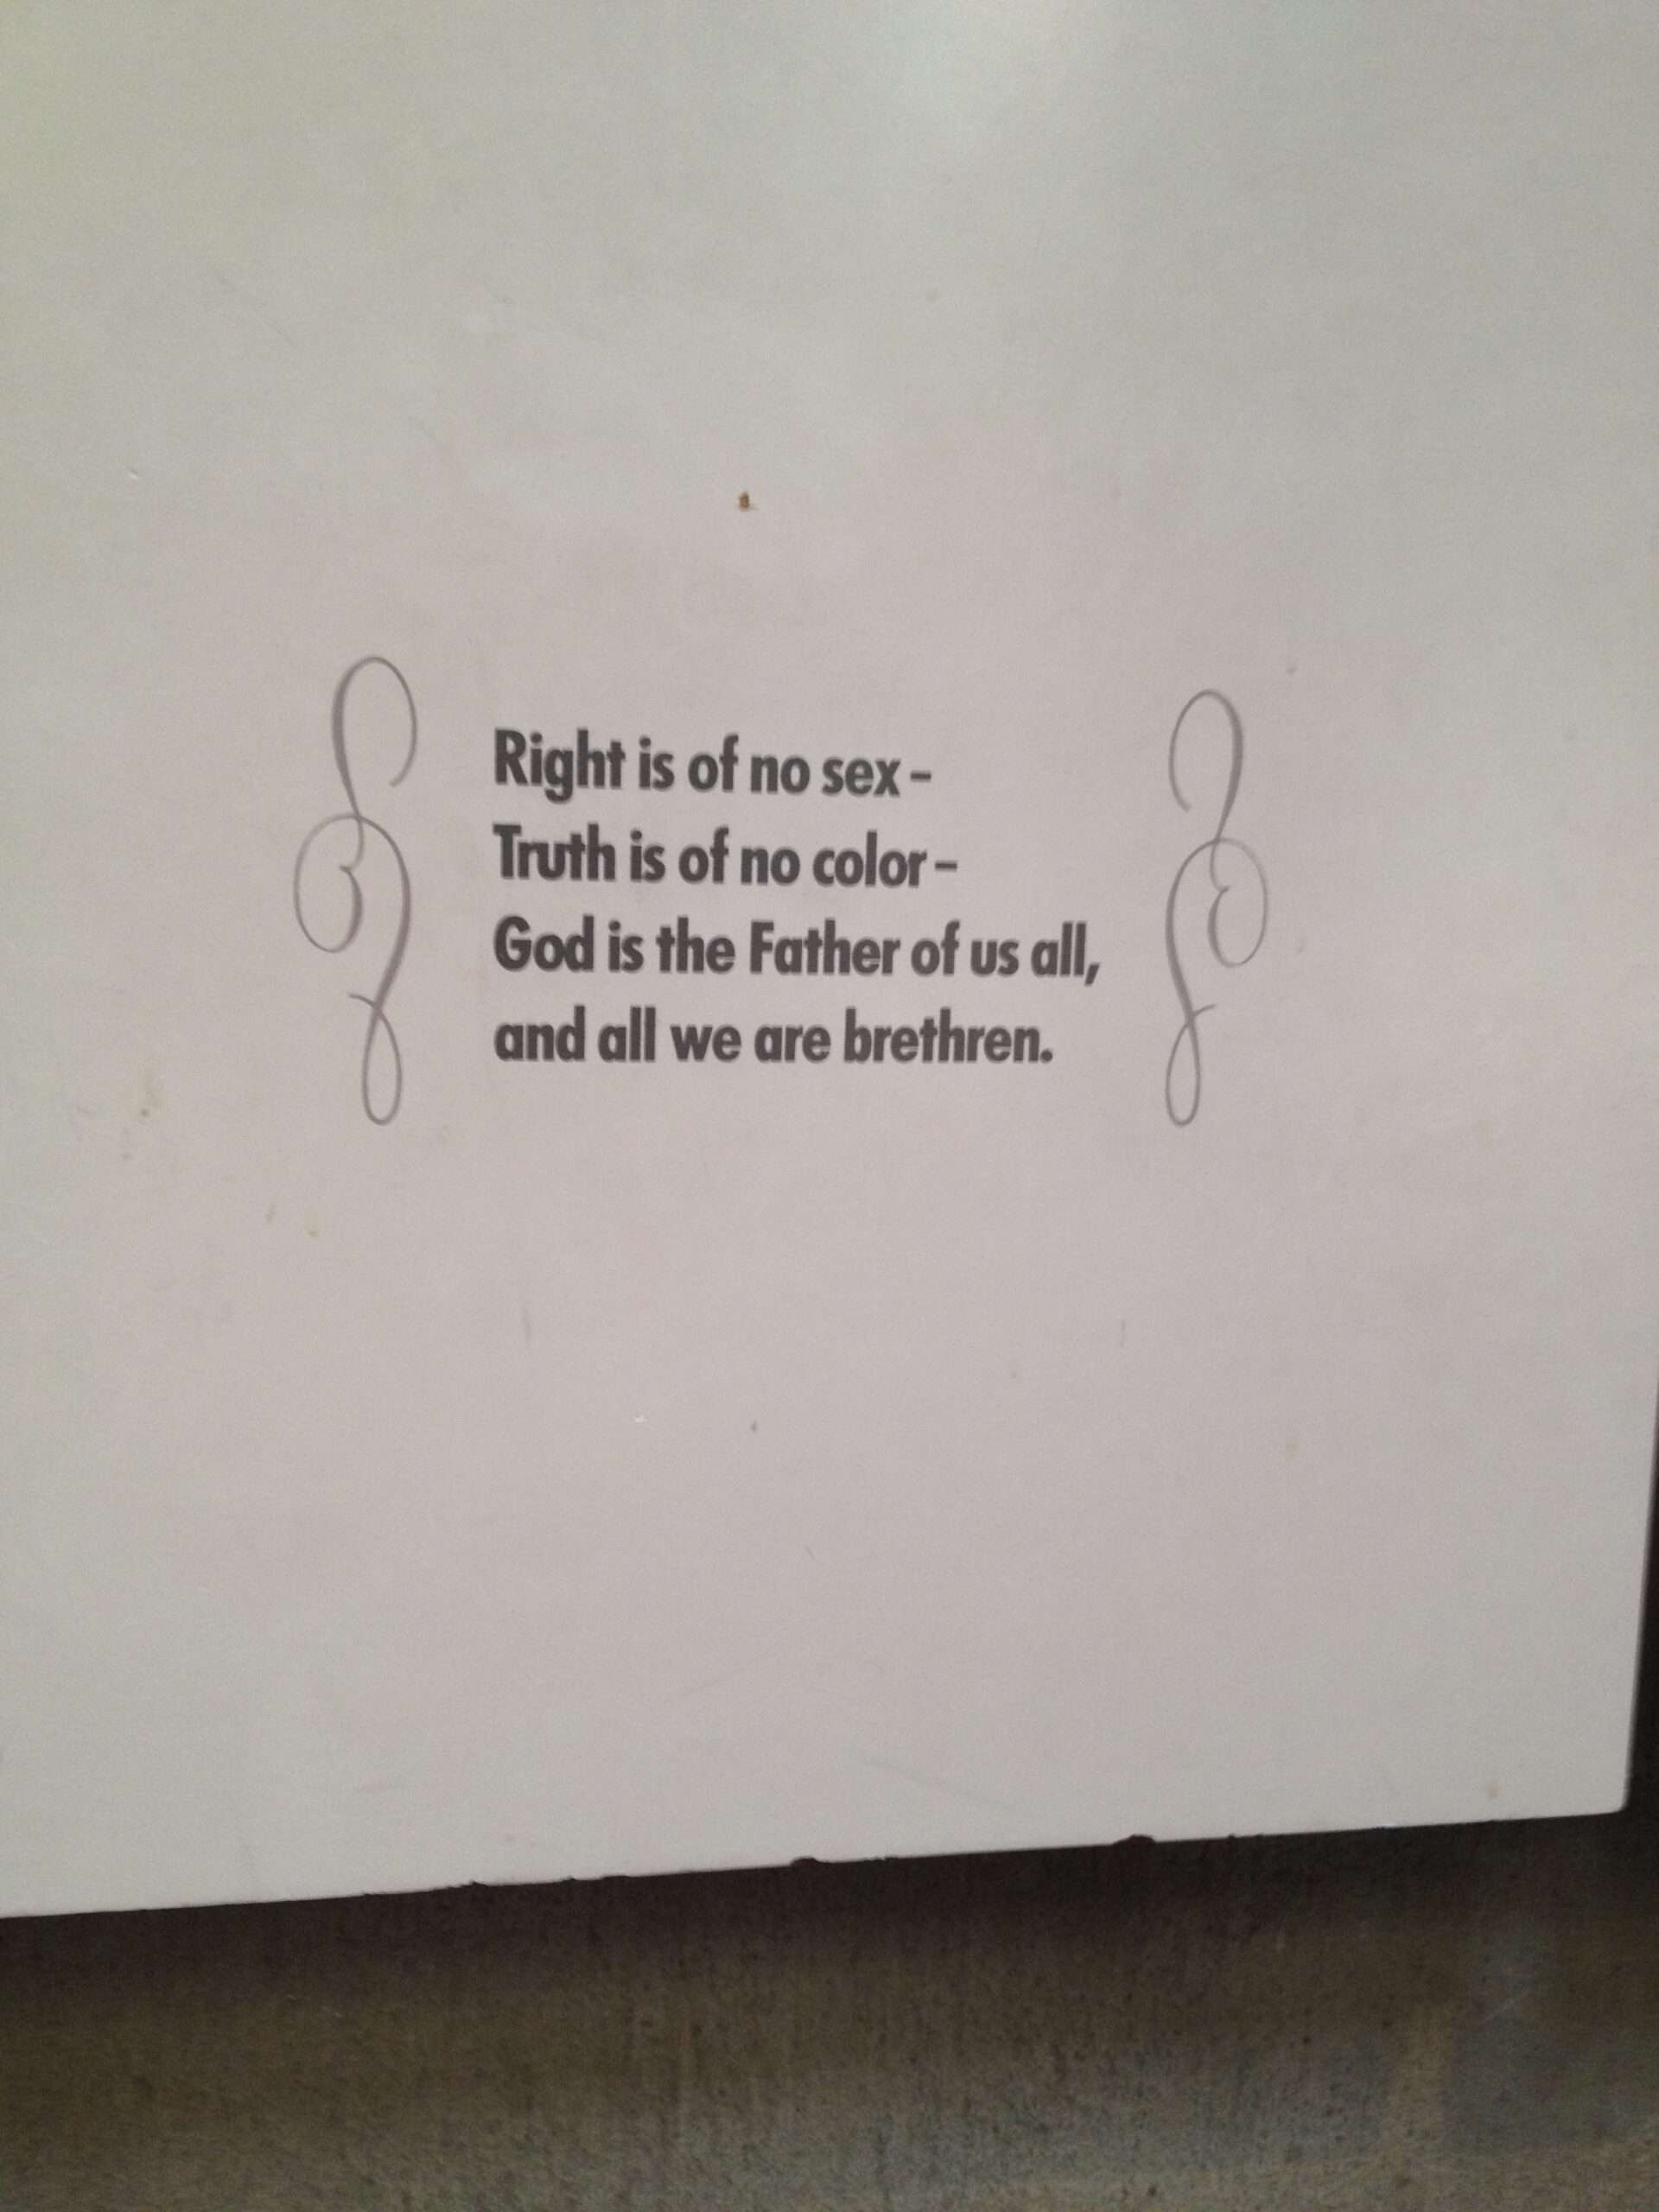 Right is of no sex –
Truth is of no color –
God is the Father of us all,
and all we are brethren.